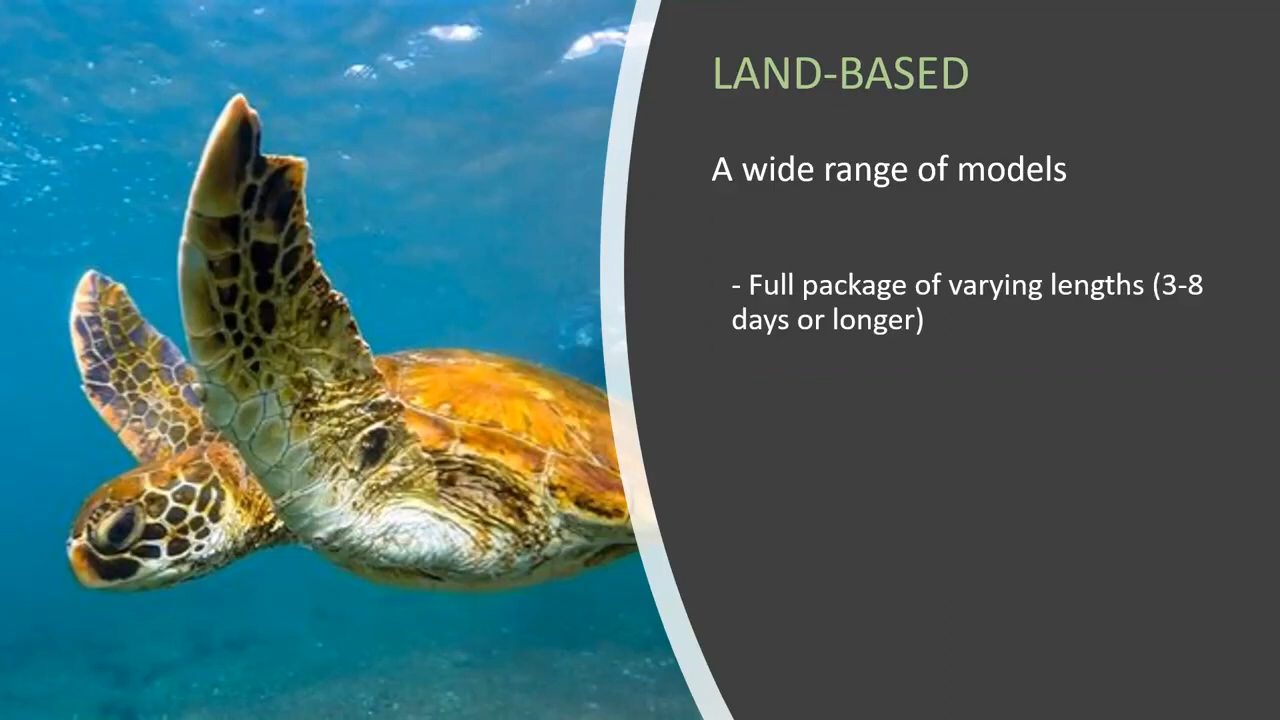 LAND-BASED
A wide range of models
- Full package of varying lengths (3-8
days or longer)